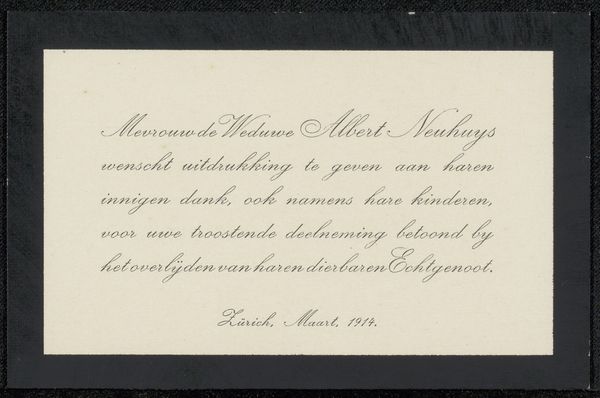 Mevrouw de Weduwe Albert Neuhuys
wenscht uitdrukking te geven aan haren
innigen dank, ook namens hare kinderen,
voor uwe troostende deelneming betoond by
het overlijden van haren dierbaren Echtgenoot.
Zürich, Maart, 1914.